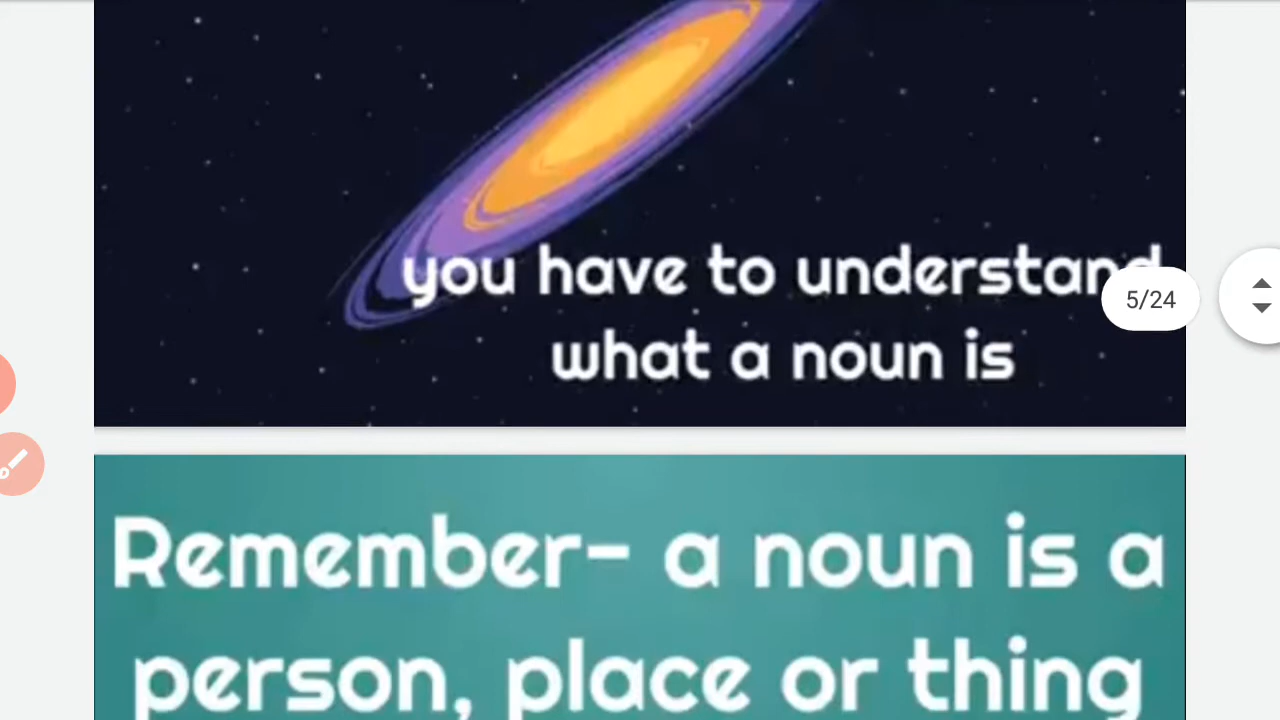 you have to understand
5/24
what a noun is
Remember- a noun is a
person, place or thing